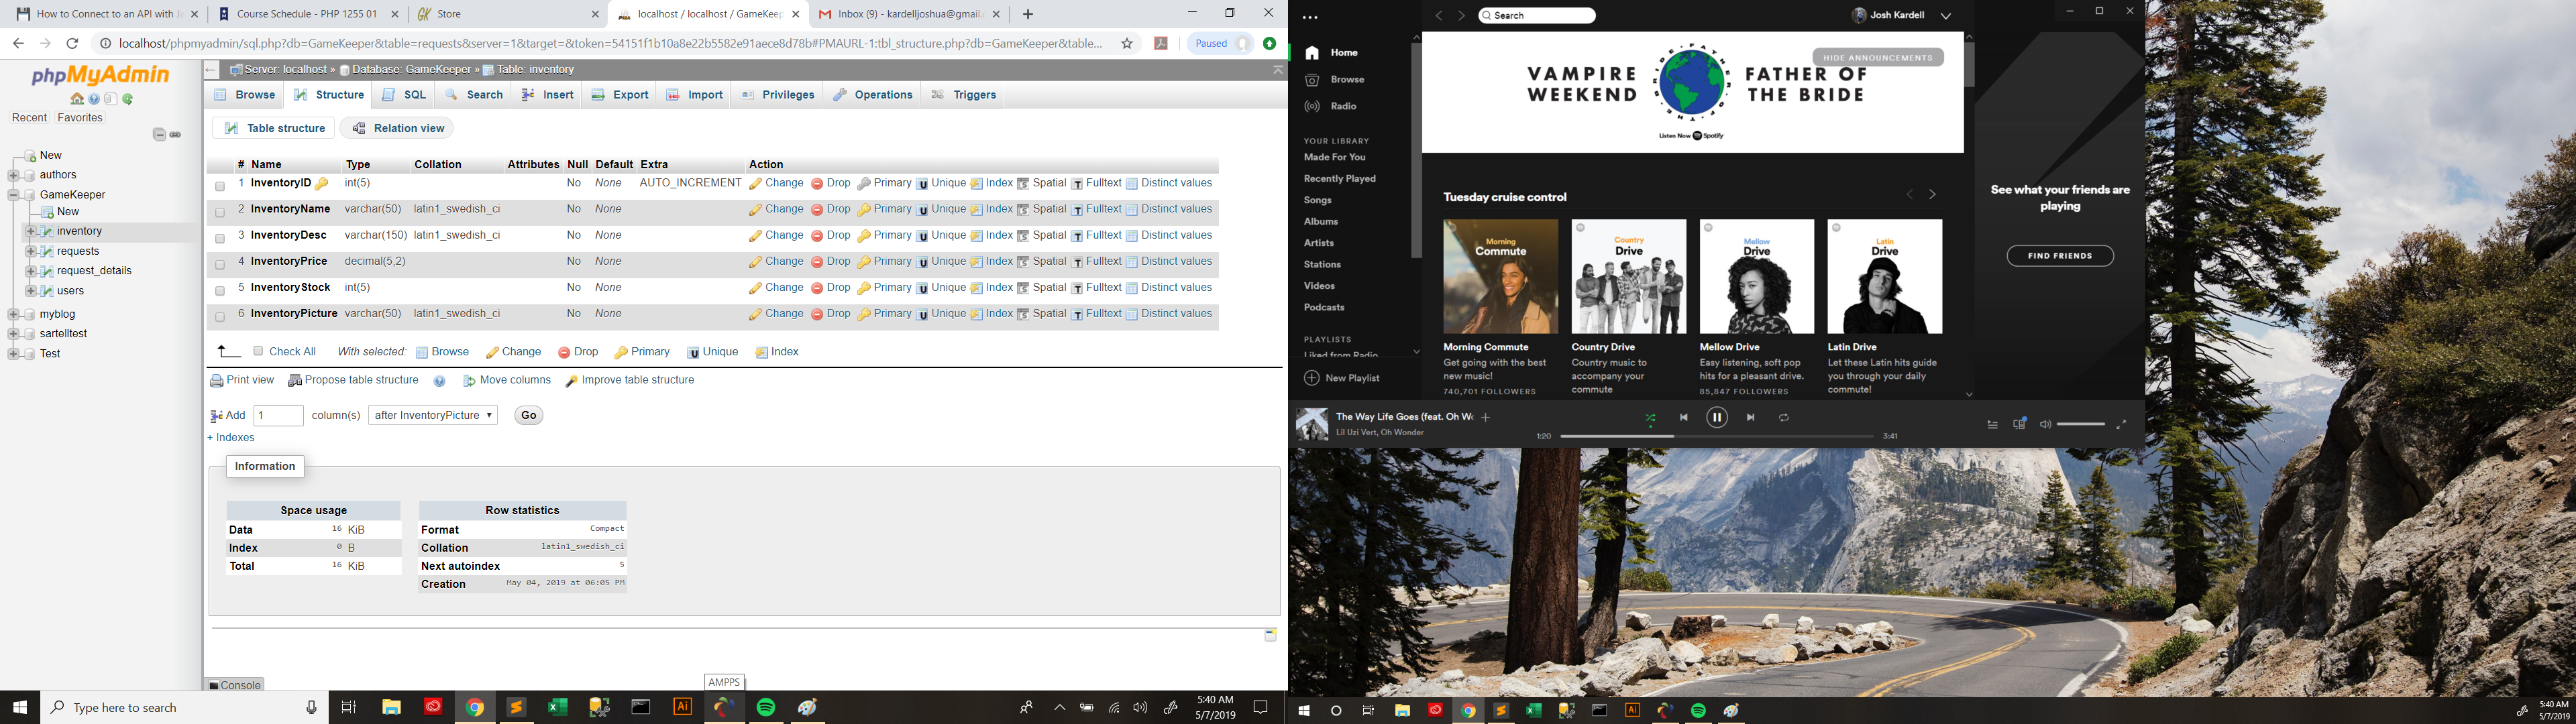 How to Connect to an API with Ja
Course Schedule - PHP 1255 01
GK Store
localhost / localhost / GameKeep
Inbox (9) - kardelljoshua@gmail.c
localhost/phpmyadmin/sql.php?db=GameKeeper&table=requests&server=1&target=&token=54151f1b10a8e22b5582e91aece8d78b#PMAURL-1:tbl_structure.php?db=GameKeeper&table...
Paused
phpMyAdmin
Recent Favorites
New
authors
GameKeeper
New
inventory
requests
request_details
users
myblog
sartelltest
Test
Server: localhost » Database: GameKeeper » Table: inventory
Browse Structure SQL Search Insert Export Import Privileges Operations Triggers
Table structure Relation view
# Name Type Collation Attributes Null Default Extra Action
1 InventoryID int(5) No None AUTO_INCREMENT Change Drop Primary Unique Index Spatial Fulltext Distinct values
2 InventoryName varchar(50) latin1_swedish_ci No None Change Drop Primary Unique Index Spatial Fulltext Distinct values
3 InventoryDesc varchar(150) latin1_swedish_ci No None Change Drop Primary Unique Index Spatial Fulltext Distinct values
4 InventoryPrice decimal(5,2) No None Change Drop Primary Unique Index Spatial Fulltext Distinct values
5 InventoryStock int(5) No None Change Drop Primary Unique Index Spatial Fulltext Distinct values
6 InventoryPicture varchar(50) latin1_swedish_ci No None Change Drop Primary Unique Index Spatial Fulltext Distinct values
Check All With selected: Browse Change Drop Primary Unique Index
Print view Propose table structure Move columns Improve table structure
Add 1 column(s) after InventoryPicture Go
+ Indexes
Information
Space usage
Data 16 KiB
Index 0 B
Total 16 KiB
Row statistics
Format Compact
Collation latin1_swedish_ci
Next autoindex 5
Creation May 04, 2019 at 06:05 PM
Console
AMPPS
Type here to search
5:40 AM
5/7/2019
Search
Josh Kardell
Home
Browse
Radio
YOUR LIBRARY
Made For You
Recently Played
Songs
Albums
Artists
Stations
Videos
Podcasts
PLAYLISTS
Liked from Radio
New Playlist
HIDE ANNOUNCEMENTS
VAMPIRE WEEKEND
FATHER OF THE BRIDE
Listen Now Spotify
Tuesday cruise control
Morning Commute
Country Drive
Mellow Drive
Latin Drive
Morning Commute
Get going with the best
new music!
740,701 FOLLOWERS
Country Drive
Country music to
accompany your
commute
Mellow Drive
Easy listening, soft pop
hits for a pleasant drive.
85,847 FOLLOWERS
Latin Drive
Let these Latin hits guide
you through your daily
commute!
See what your friends are
playing
FIND FRIENDS
The Way Life Goes (feat. Oh Wo
Lil Uzi Vert, Oh Wonder
1:20
3:41
5:40 AM
5/7/2019